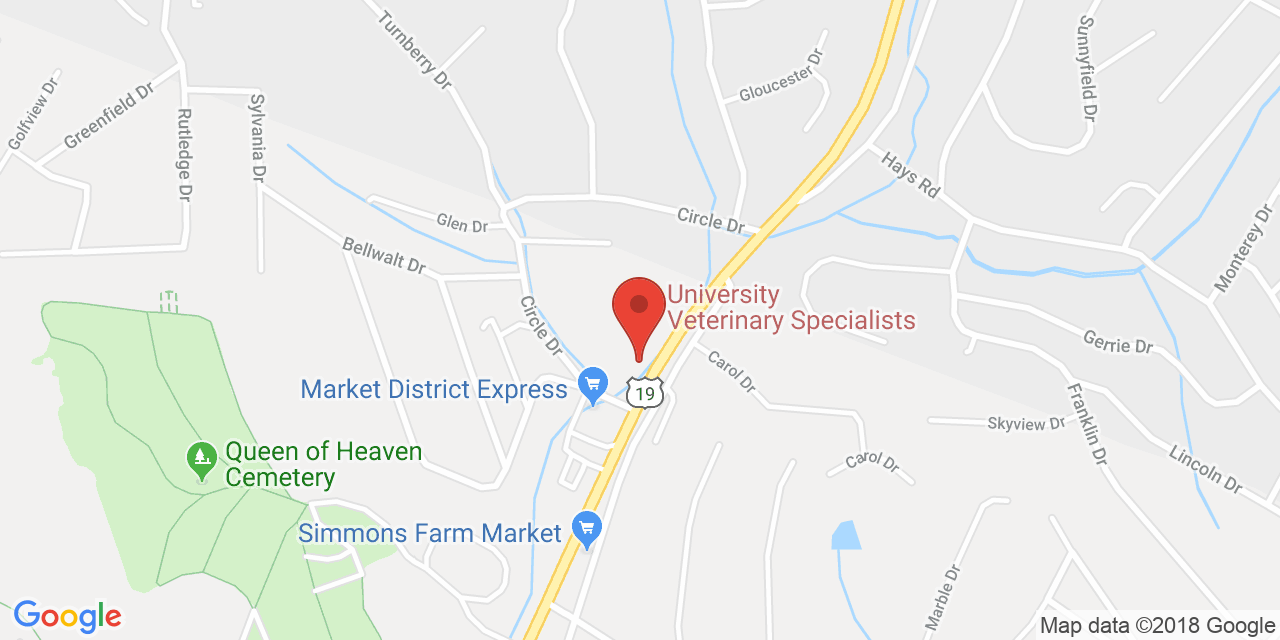 Turnberry Dr
Sunnyfield Dr
Gloucester Dr
Golfview Dr
Greenfield Dr
Rutledge Dr
Sylvania Dr
Hays Rd
Glen Dr
Circle Dr
Bellwalt Dr
Monterey Dr
University
Veterinary Specialists
Circle Dr
Gerrie Dr
Carol Dr
Market District Express
19
Franklin Dr
Skyview Dr
Queen of Heaven
Cemetery
Carol Dr
Lincoln Dr
Simmons Farm Market
Marble Dr
Google
Map data ©2018 Google